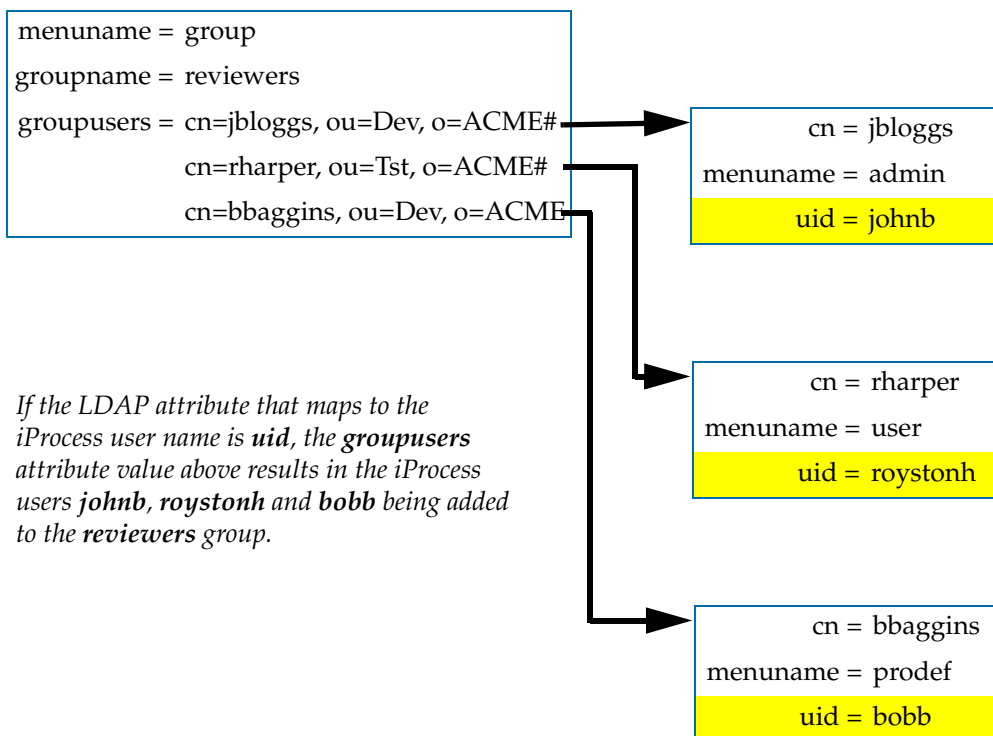 menuname = group
groupname = reviewers
groupusers = cn=jbloggs, ou=Dev, o=ACME#
cn=rharper, ou=Tst, o=ACME#
cn=bbaggins, ou=Dev, o=ACME
cn = jbloggs
menuname = admin
uid = johnb
cn = rharper
menuname = user
uid = roystonh
If the LDAP attribute that maps to the
iProcess user name is uid, the groupusers
attribute value above results in the iProcess
users johnb, roystonh and bobb being added
to the reviewers group.
cn = bbaggins
menuname = prodef
uid = bobb